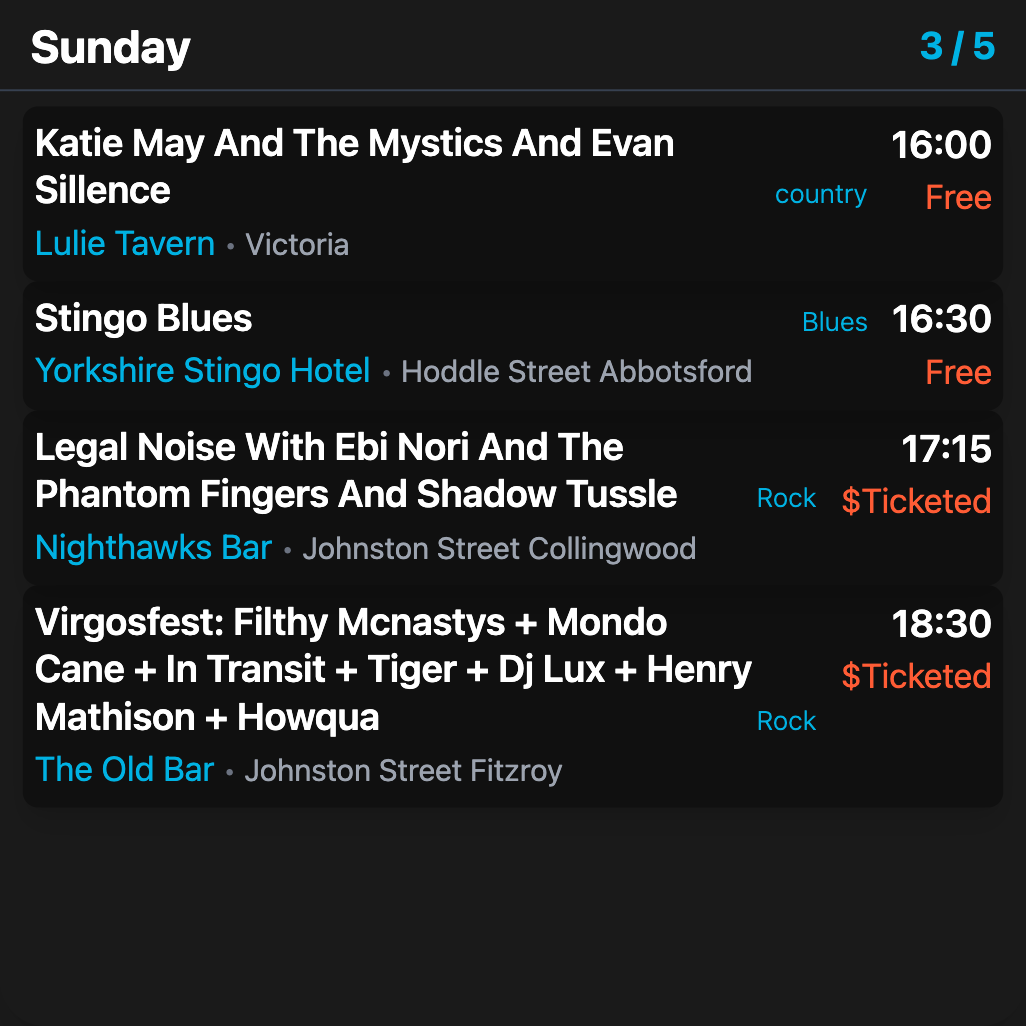 Sunday 3 / 5
Katie May And The Mystics And Evan
Sillence
16:00
country Free
Lulie Tavern • Victoria
Stingo Blues Blues 16:30
Yorkshire Stingo Hotel • Hoddle Street Abbotsford Free
Legal Noise With Ebi Nori And The
Phantom Fingers And Shadow Tussle
17:15
Rock $Ticketed
Nighthawks Bar • Johnston Street Collingwood
Virgosfest: Filthy Mcnastys + Mondo
Cane + In Transit + Tiger + Dj Lux + Henry
Mathison + Howqua
18:30
$Ticketed
Rock
The Old Bar • Johnston Street Fitzroy